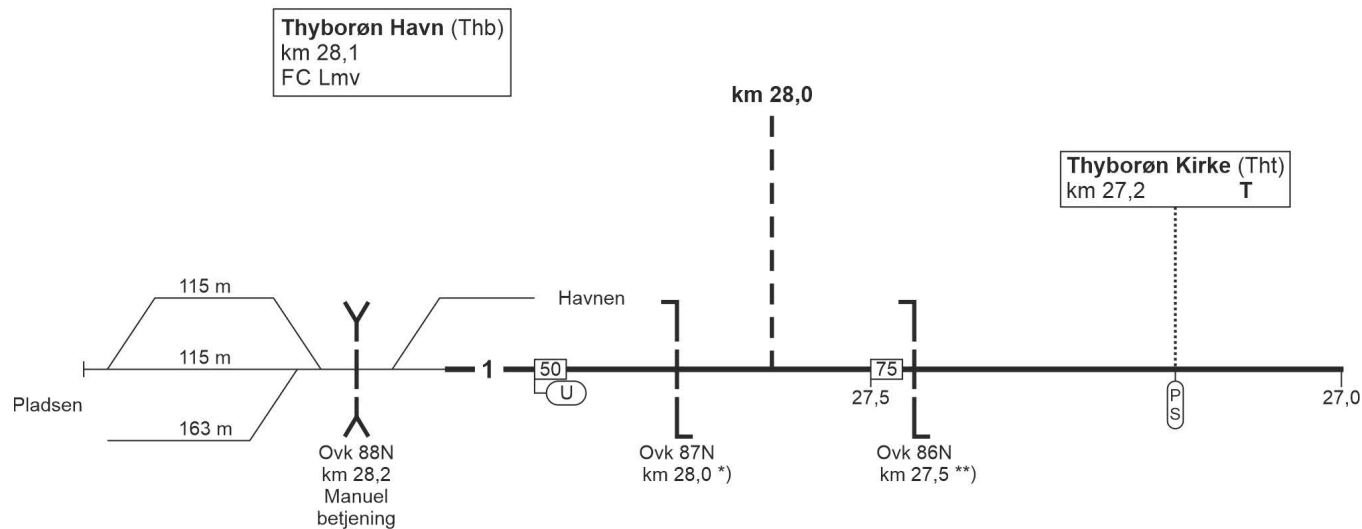 Thyborøn Havn (Thb)
km 28,1
FC Lmv
km 28,0
Thyborøn Kirke (Tht)
km 27,2 T
115 m
Havnen
115 m
1
50
75
U
27,5
P
S
27,0
Pladsen
163 m
Ovk 88N
km 28,2
Manuel
betjening
Ovk 87N
km 28,0 *)
Ovk 86N
km 27,5 **)